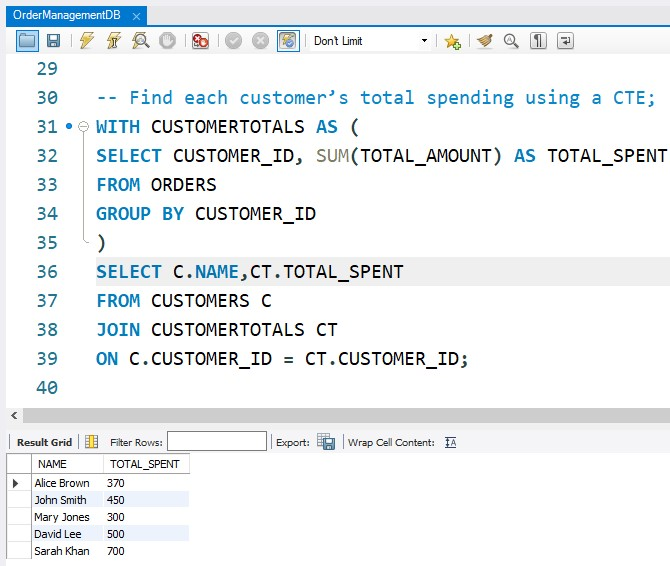 OrderManagementDB
Don't Limit
29
30 -- Find each customer’s total spending using a CTE;
31 WITH CUSTOMERTOTALS AS (
32 SELECT CUSTOMER_ID, SUM(TOTAL_AMOUNT) AS TOTAL_SPENT
33 FROM ORDERS
34 GROUP BY CUSTOMER_ID
35 )
36 SELECT C.NAME,CT.TOTAL_SPENT
37 FROM CUSTOMERS C
38 JOIN CUSTOMERTOTALS CT
39 ON C.CUSTOMER_ID = CT.CUSTOMER_ID;
40
Result Grid Filter Rows: Export: Wrap Cell Content:
NAME TOTAL_SPENT
Alice Brown 370
John Smith 450
Mary Jones 300
David Lee 500
Sarah Khan 700